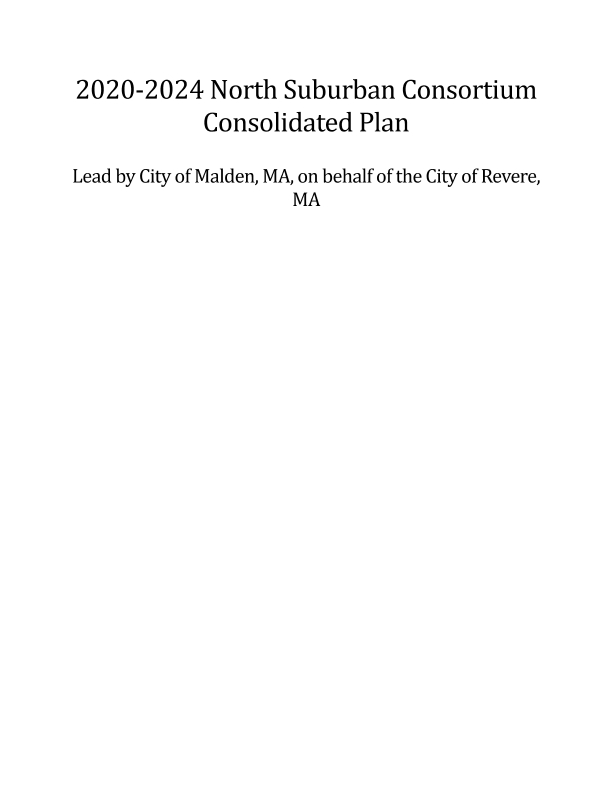 2020-2024 North Suburban Consortium
Consolidated Plan
Lead by City of Malden, MA, on behalf of the City of Revere,
MA